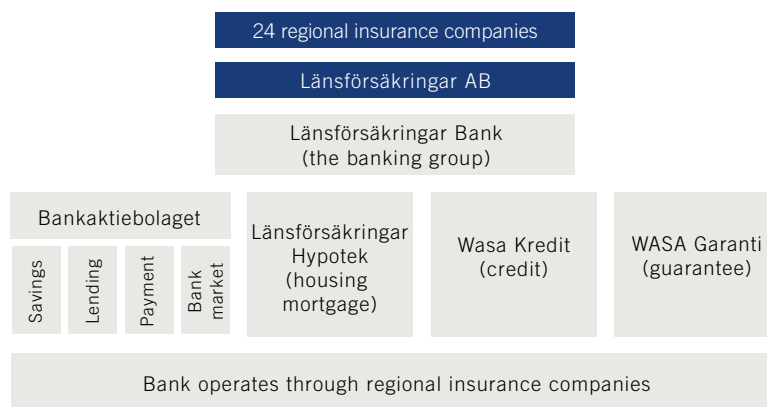 24 regional insurance companies
Länsförsäkringar AB
Länsförsäkringar Bank
(the banking group)
Bankaktiebolaget
Savings
Lending
Payment
Bank
market
Länsförsäkringar
Hypotek
(housing
mortgage)
Wasa Kredit
(credit)
WASA Garanti
(guarantee)
Bank operates through regional insurance companies